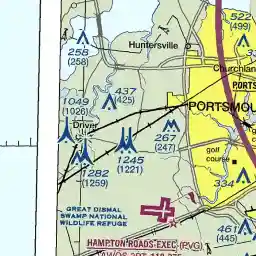 522
(499)
258
(258)
Huntersville
Churchlan
PORTS
437
(425)
1049
(1026)
PORTSMOU
Driver
267
(247)
1245
(1221)
golf
course
1282
(1259)
334
GREAT DISMAL
SWAMP NATIONAL
WILDLIFE REFUGE
461
(445)
HAMPTON ROADS EXEC (PVG)